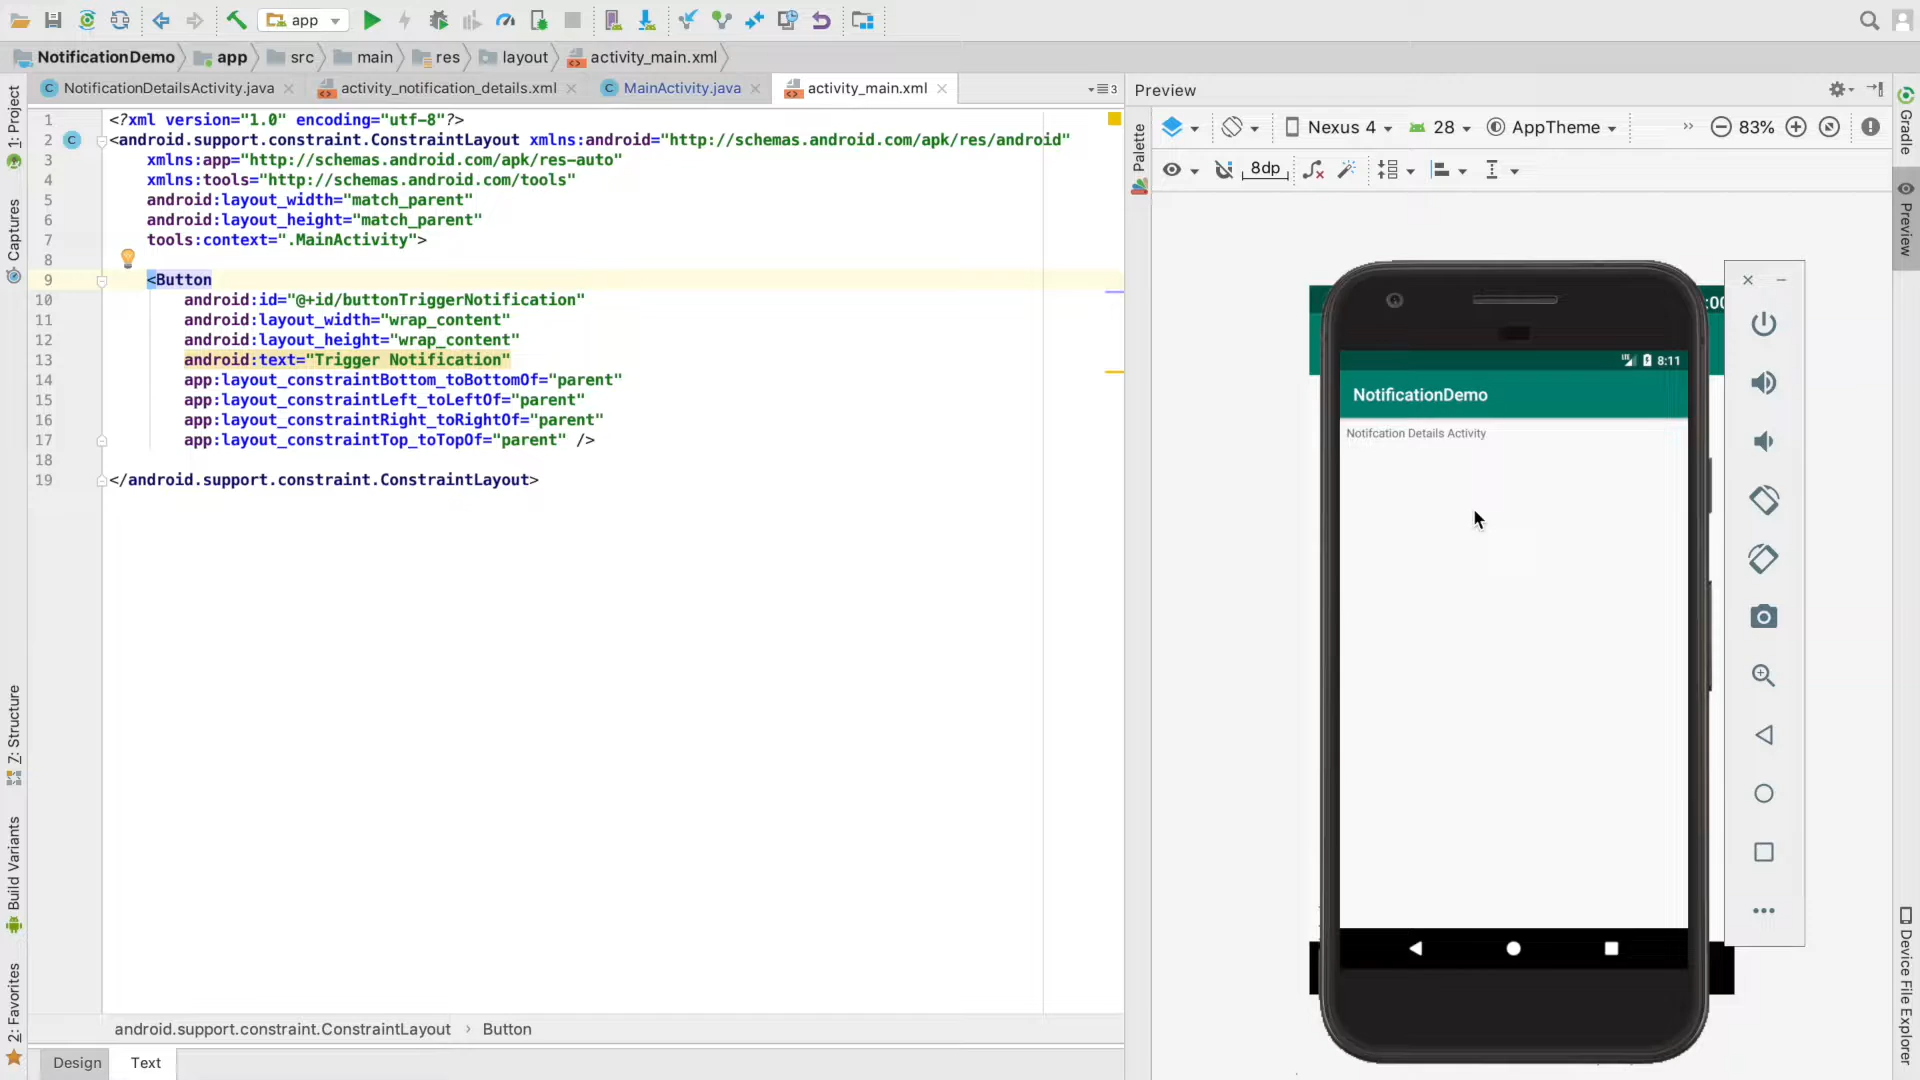 app
NotificationDemo app src main res layout activity_main.xml
NotificationDetailsActivity.java activity_notification_details.xml MainActivity.java activity_main.xml 3
1 <?xml version="1.0" encoding="utf-8"?>
2 <android.support.constraint.ConstraintLayout xmlns:android="http://schemas.android.com/apk/res/android"
3 xmlns:app="http://schemas.android.com/apk/res-auto"
4 xmlns:tools="http://schemas.android.com/tools"
5 android:layout_width="match_parent"
6 android:layout_height="match_parent"
7 tools:context=".MainActivity">
8
9 <Button
10 android:id="@+id/buttonTriggerNotification"
11 android:layout_width="wrap_content"
12 android:layout_height="wrap_content"
13 android:text="Trigger Notification"
14 app:layout_constraintBottom_toBottomOf="parent"
15 app:layout_constraintLeft_toLeftOf="parent"
16 app:layout_constraintRight_toRightOf="parent"
17 app:layout_constraintTop_toTopOf="parent" />
18
19 </android.support.constraint.ConstraintLayout>
android.support.constraint.ConstraintLayout › Button
Design Text
1: Project
Captures
7: Structure
Build Variants
2: Favorites
Preview
Palette
Nexus 4 28 AppTheme » 83%
8dp
:00
LTE 8:11
NotificationDemo
Notifcation Details Activity
Gradle
Preview
Device File Explorer